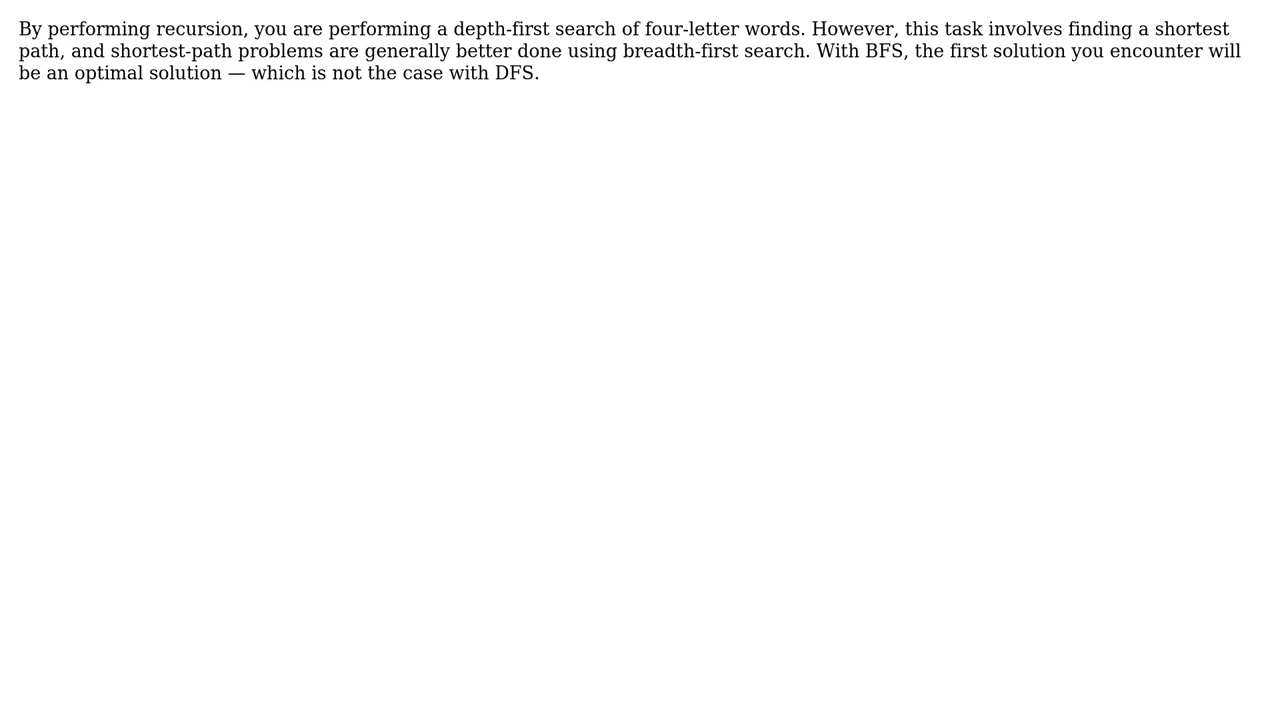 By performing recursion, you are performing a depth-first search of four-letter words. However, this task involves finding a shortest
path, and shortest-path problems are generally better done using breadth-first search. With BFS, the first solution you encounter will
be an optimal solution — which is not the case with DFS.